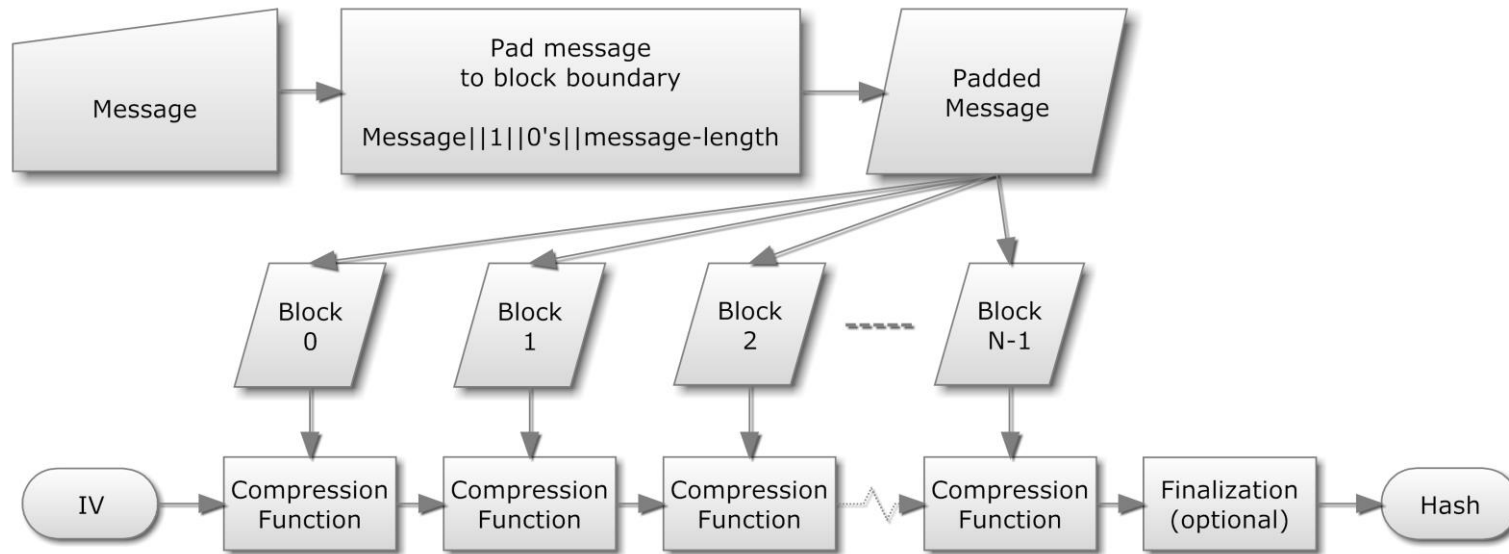 Message
Pad message
to block boundary
Message||1||0's||message-length
Padded
Message
Block
0
Block
1
Block
2
Block
N-1
IV
Compression
Function
Compression
Function
Compression
Function
Compression
Function
Finalization
(optional)
Hash